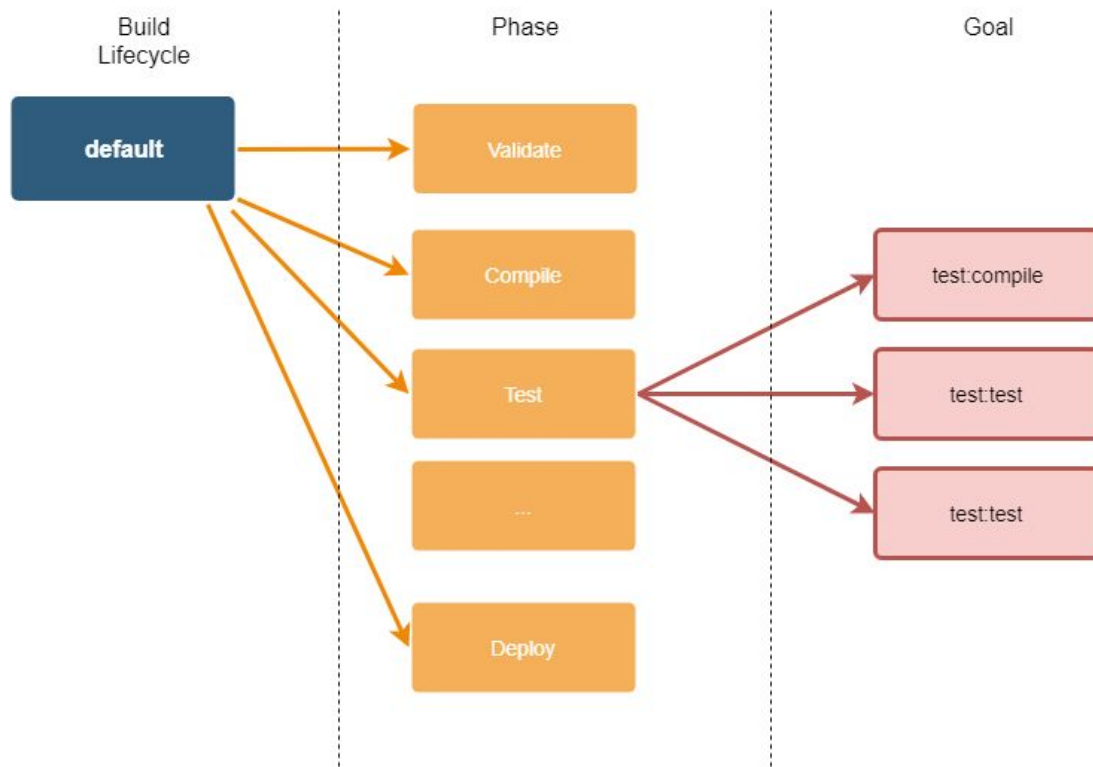 Build
Lifecycle
Phase
Goal
default
Validate
Compile
Test
...
Deploy
test:compile
test:test
test:test